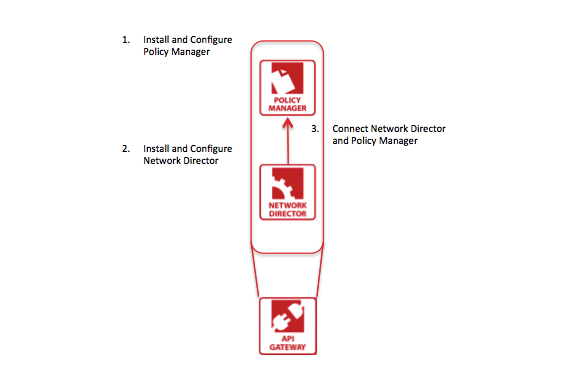 1. Install and Configure
Policy Manager
POLICY
MANAGER
3. Connect Network Director
and Policy Manager
2. Install and Configure
Network Director
NETWORK
DIRECTOR
API
GATEWAY